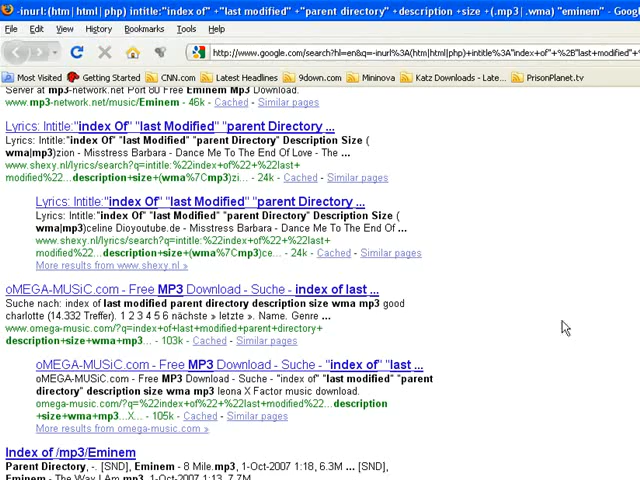 -inurl:(htm|html|php) intitle:"index of" +"last modified" +"parent directory" +description +size +(.mp3|.wma) "eminem" - Goog
File Edit View History Bookmarks Tools Help
http://www.google.com/search?hl=en&q=-inurl%3A(htm|html|php)+intitle%3A"index+of"+%2B"last+modified"+
Most Visited Getting Started CNN.com Latest Headlines 9down.com Mininova Katz Downloads - Late... PrisonPlanet.tv
Server at mp3-network.net Port 80 Free Eminem Mp3 Download.
www.mp3-network.net/music/Eminem - 46k - Cached - Similar pages
Lyrics: Intitle:"index Of" "last Modified" "parent Directory ...
Lyrics: Intitle:"index Of" "last Modified" "parent Directory" Description Size (
wma|mp3)zion - Misstress Barbara - Dance Me To The End Of Love - The ...
www.shexy.nl/lyrics/search?q=intitle:%22index+of%22+%22last+
modified%22...description+size+(wma%7Cmp3)zi... - 24k - Cached - Similar pages
Lyrics: Intitle:"index Of" "last Modified" "parent Directory ...
Lyrics: Intitle:"index Of" "last Modified" "parent Directory" Description Size (
wma|mp3)celine Dioyoutube.de - Misstress Barbara - Dance Me To The End Of ...
www.shexy.nl/lyrics/search?q=intitle:%22index+of%22+%22last+
modified%22...description+size+(wma%7Cmp3)ce... - 24k - Cached - Similar pages
More results from www.shexy.nl »
oMEGA-MUSiC.com - Free MP3 Download - Suche - index of last ...
Suche nach: index of last modified parent directory description size wma mp3 good
charlotte (14.332 Treffer). 1 2 3 4 5 6 nächste » letzte ». Name. Genre ...
www.omega-music.com/?q=index+of+last+modified+parent+directory+
description+size+wma+mp3... - 103k - Cached - Similar pages
oMEGA-MUSiC.com - Free MP3 Download - Suche - "index of" "last ...
oMEGA-MUSiC.com - Free MP3 Download - Suche - "index of" "last modified" "parent
directory" description size wma mp3 leona X Factor music download.
omega-music.com/?q=%22index+of%22+%22last+modified%22...description
+size+wma+mp3...X... - 105k - Cached - Similar pages
More results from omega-music.com »
Index of /mp3/Eminem
Parent Directory, -. [SND], Eminem - 8 Mile.mp3, 1-Oct-2007 1:18, 6.3M ... [SND],
Eminem - The Way I Am.mp3, 1-Oct-2007 1:13, 7.7M